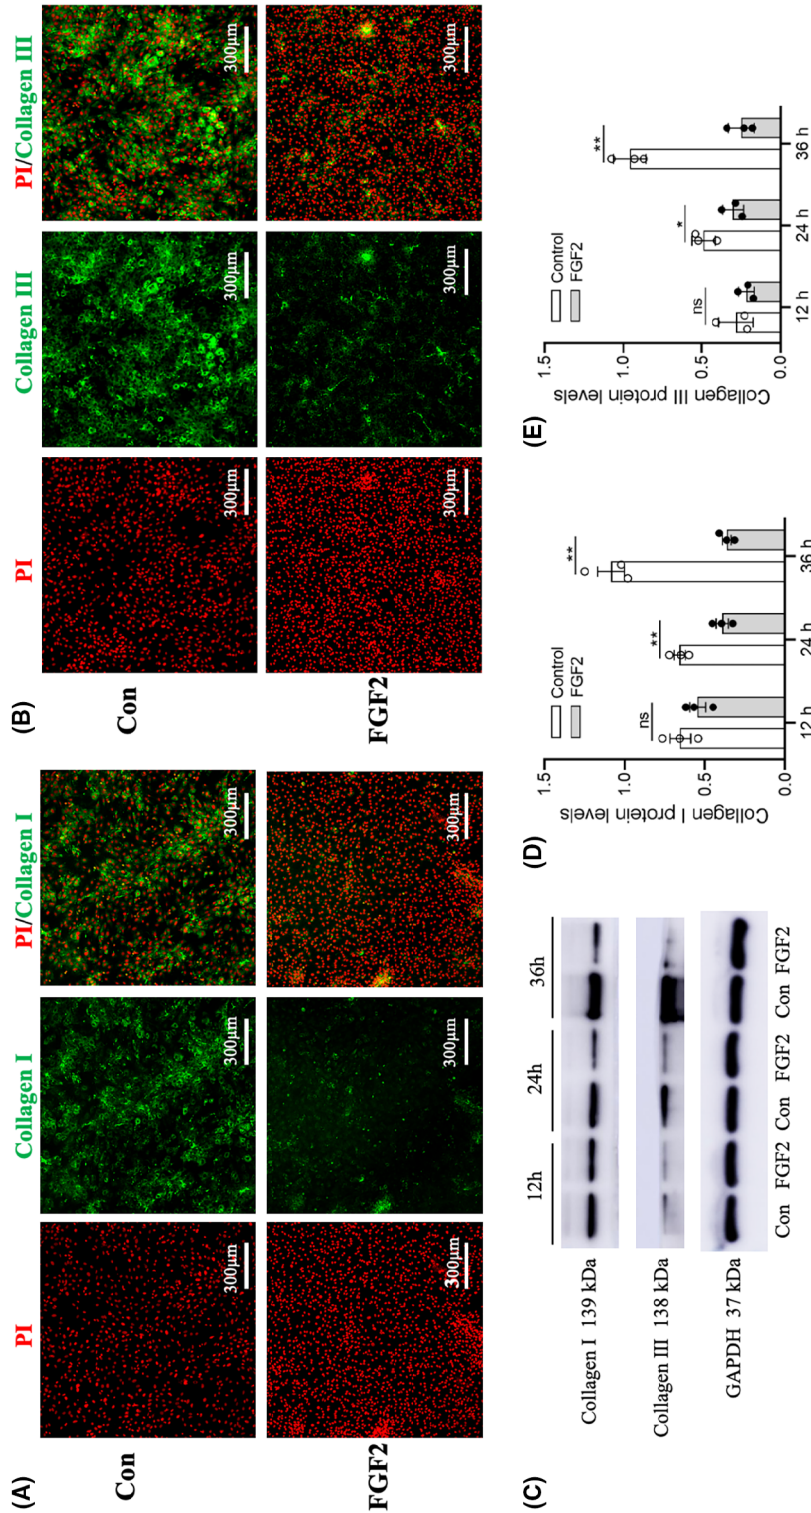 (A)
PI
Collagen I
PI/Collagen I
Con
300μm
300μm
300μm
FGF2
300μm
300μm
300μm
(B)
PI
Collagen III
PI/Collagen III
Con
300μm
300μm
300μm
FGF2
300μm
300μm
300μm
(C)
12h
24h
36h
Collagen I 139 kDa
Collagen III 138 kDa
GAPDH 37 kDa
Con FGF2 Con FGF2 Con FGF2
(D)
Collagen I protein levels
1.5
1.0
0.5
0.0
Control
FGF2
ns
**
**
12 h
24 h
36 h
(E)
Collagen III protein levels
1.5
1.0
0.5
0.0
Control
FGF2
ns
*
**
12 h
24 h
36 h